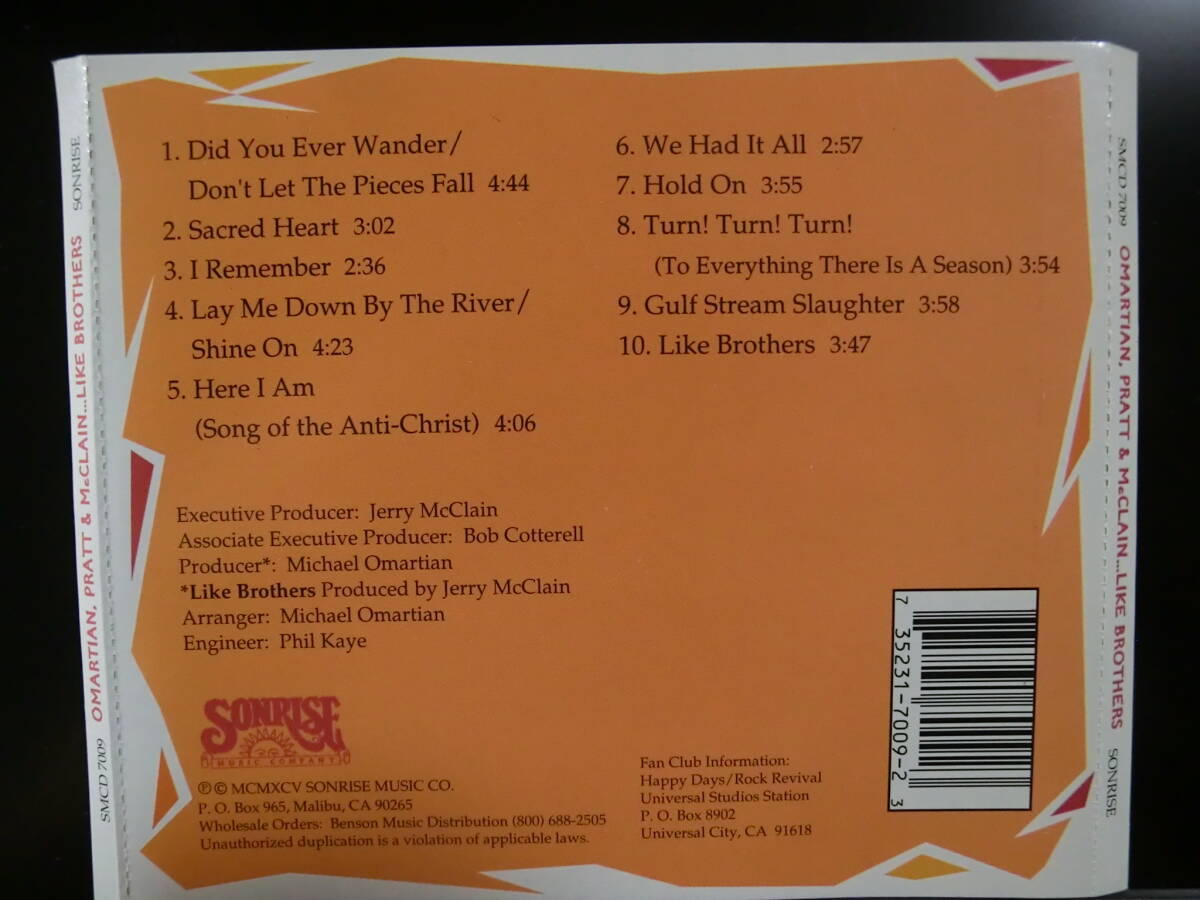 1. Did You Ever Wander/
Don't Let The Pieces Fall 4:44
2. Sacred Heart 3:02
3. I Remember 2:36
4. Lay Me Down By The River/
Shine On 4:23
5. Here I Am
(Song of the Anti-Christ) 4:06
6. We Had It All 2:57
7. Hold On 3:55
8. Turn! Turn! Turn!
(To Everything There Is A Season) 3:54
9. Gulf Stream Slaughter 3:58
10. Like Brothers 3:47
Executive Producer: Jerry McClain
Associate Executive Producer: Bob Cotterell
Producer*: Michael Omartian
*Like Brothers Produced by Jerry McClain
Arranger: Michael Omartian
Engineer: Phil Kaye
SONRISE
MUSIC COMPANY
℗© MCMXCV SONRISE MUSIC CO.
P. O. Box 965, Malibu, CA 90265
Wholesale Orders: Benson Music Distribution (800) 688-2505
Unauthorized duplication is a violation of applicable laws.
Fan Club Information:
Happy Days/Rock Revival
Universal Studios Station
P. O. Box 8902
Universal City, CA 91618
7 35231-7009-2 3
SMCD 7009 OMARTIAN, PRATT & McCLAIN...LIKE BROTHERS SONRISE
SMCD 7009 OMARTIAN, PRATT & McCLAIN...LIKE BROTHERS SONRISE